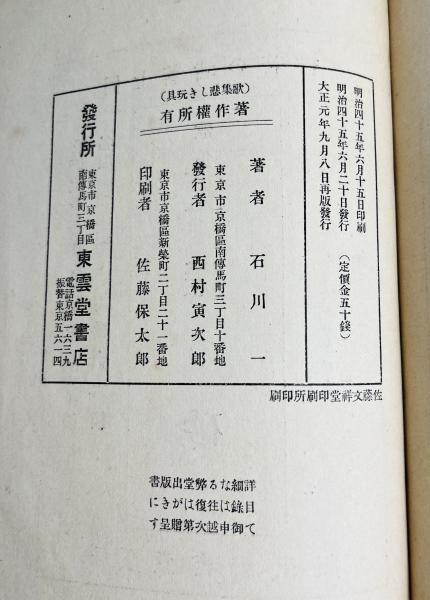 明治四十五年六月十五日印刷
明治四十五年六月二十日發行
大正元年九月八日再版發行
(定價金五十錢)
著者 石川一
東京市京橋區南傳馬町三丁目十番地
發行者 西村寅次郎
東京市京橋區新榮町二丁目二十一番地
印刷者 佐藤保太郎
(歌集悲しき玩具)
著作權所有
發行所
東京市京橋區
南傳馬町三丁目
東雲堂書店
電話京橋一六三九
振替東京五六一四
佐藤文祥堂印刷所印刷
詳細なる弊堂出版書
目錄は往復はがきに
て御申越次第贈呈す